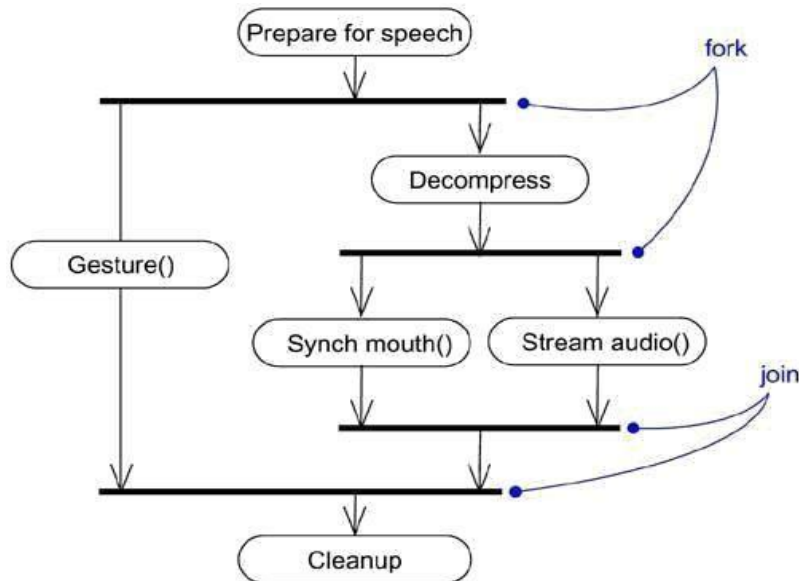 Prepare for speech
fork
Decompress
Gesture()
Synch mouth()
Stream audio()
join
Cleanup